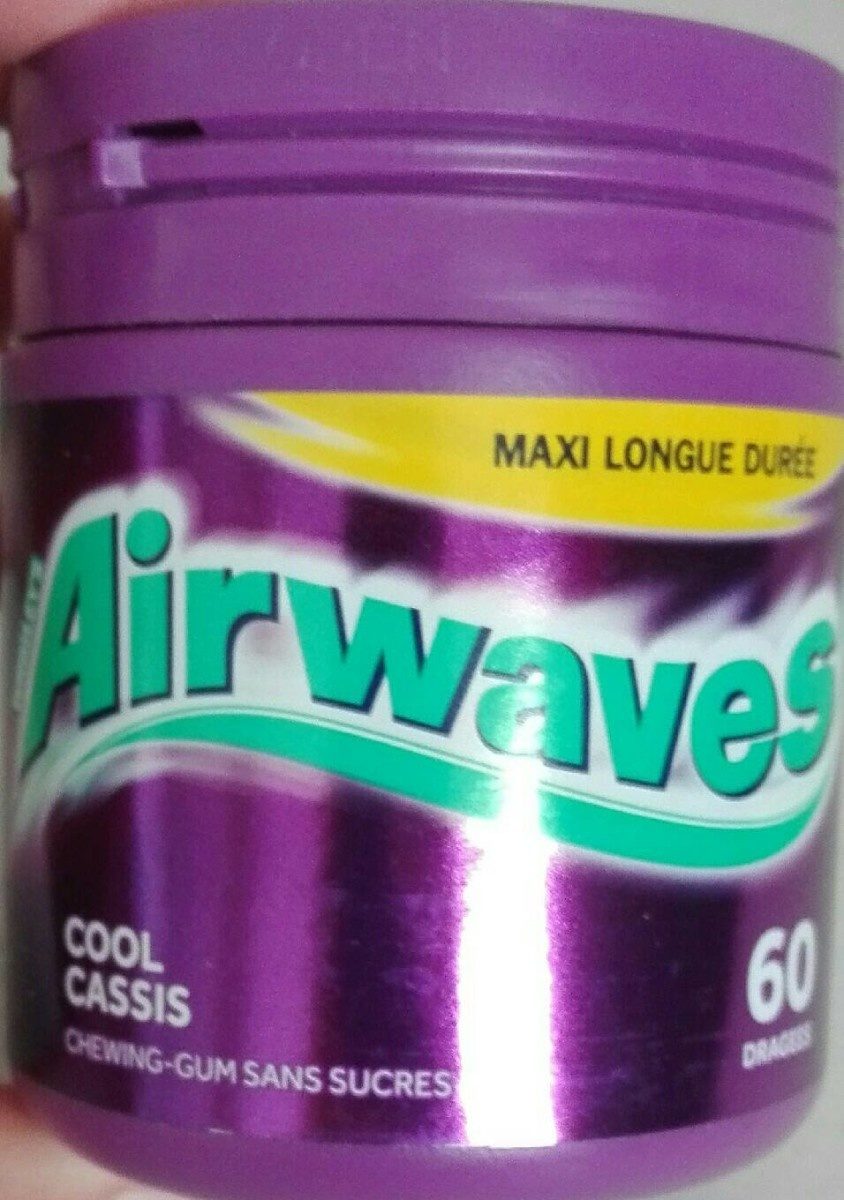 MAXI LONGUE DURÉE
Airwaves
COOL
CASSIS
CHEWING-GUM SANS SUCRES
60
DRAGÉES